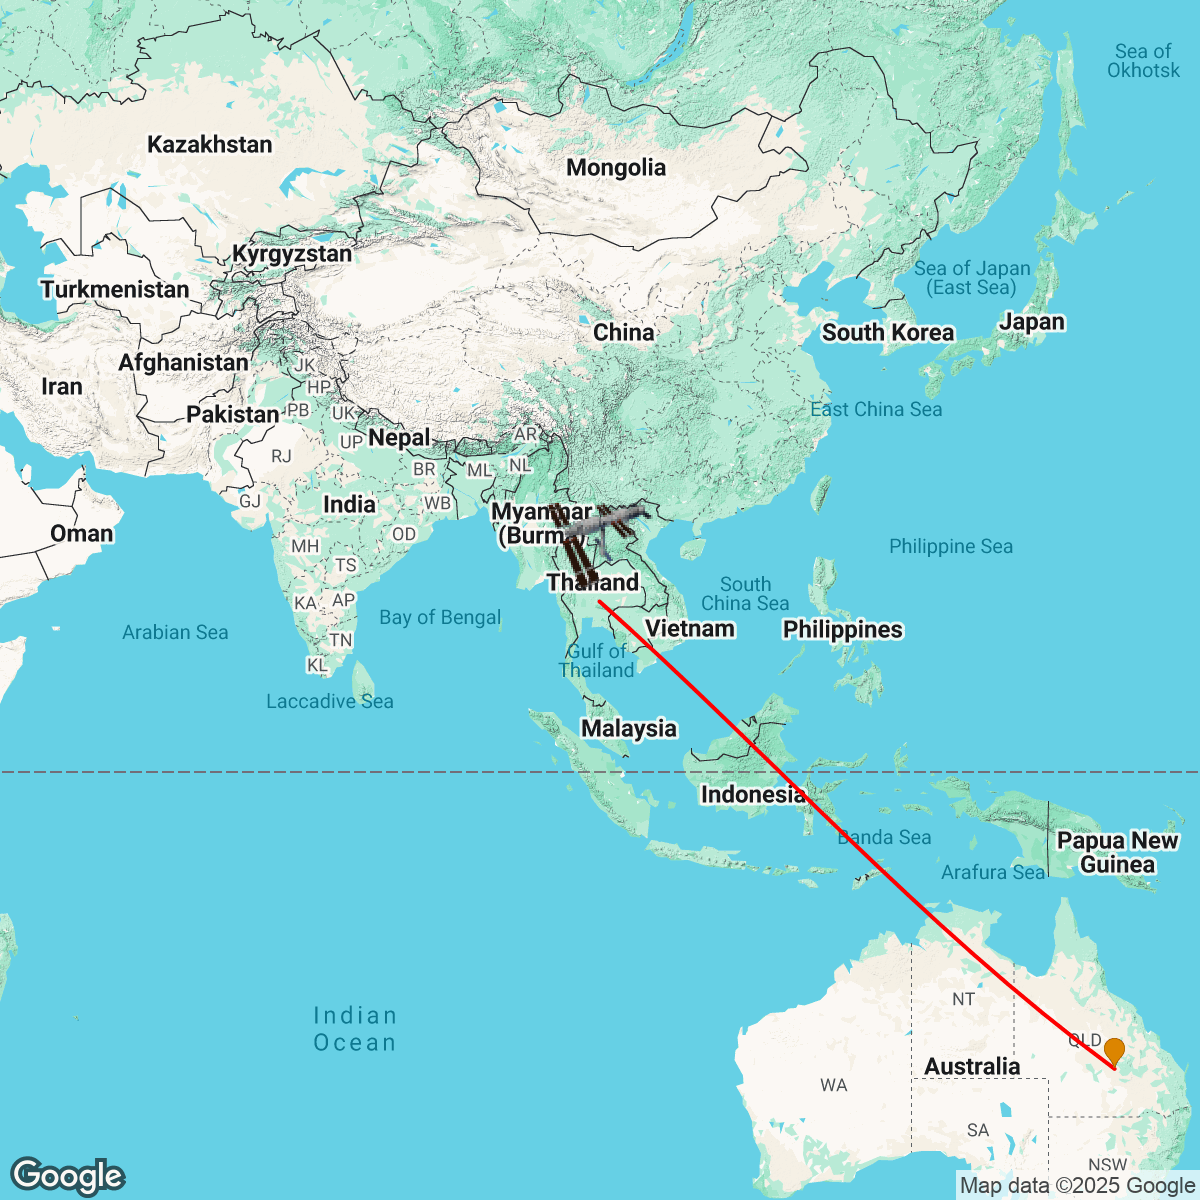 Sea of
Okhotsk
Kazakhstan
Mongolia
Kyrgyzstan
Sea of Japan
(East Sea)
Turkmenistan
Japan
China
South Korea
Afghanistan
JK
Iran
HP
PB
UK
Pakistan
East China Sea
Nepal
AR
UP
RJ
BR
ML
NL
GJ
India
WB
Myanmar
(Burma)
Oman
OD
MH
Philippine Sea
TS
Thailand
South
China Sea
KA
AP
Bay of Bengal
Arabian Sea
TN
Vietnam
Philippines
KL
Gulf of
Thailand
Laccadive Sea
Malaysia
Indonesia
Banda Sea
Papua New
Guinea
Arafura Sea
NT
Indian
Ocean
QLD
Australia
WA
SA
NSW
Google
Map data ©2025 Google